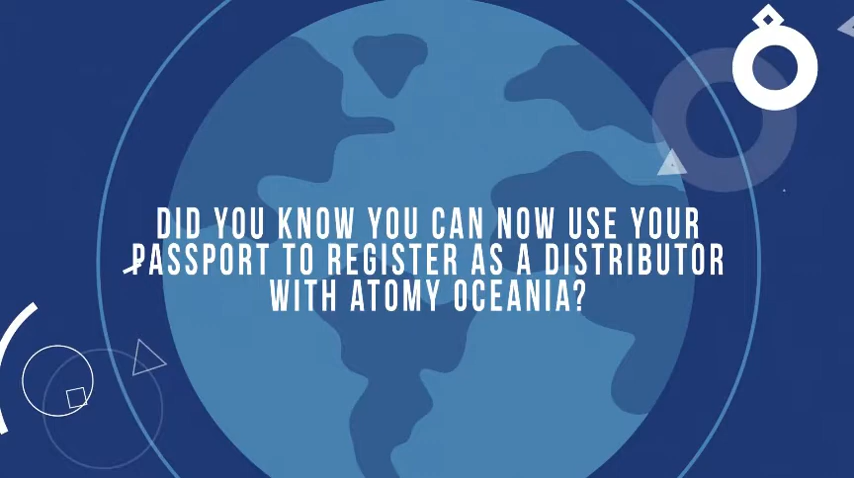 DID YOU KNOW YOU CAN NOW USE YOUR
PASSPORT TO REGISTER AS A DISTRIBUTOR
WITH ATOMY OCEANIA?